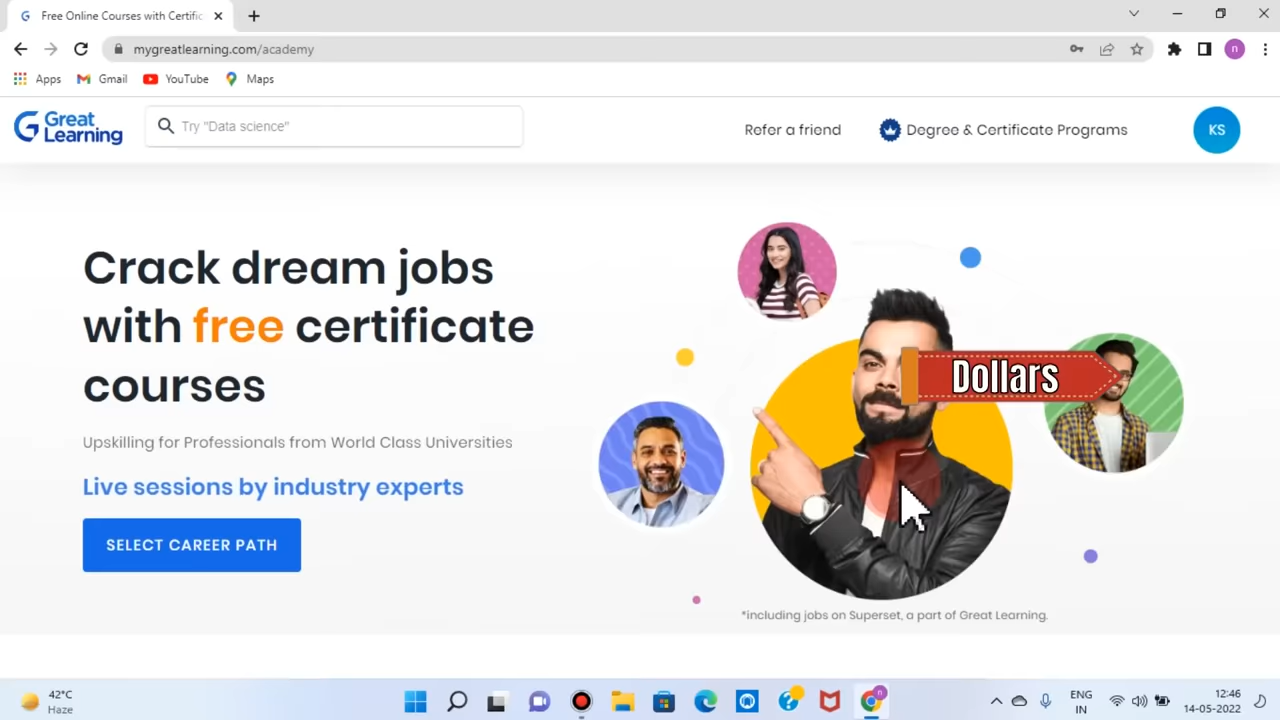 Free Online Courses with Certific
mygreatlearning.com/academy
n
Apps
Gmail
YouTube
Maps
Great
Learning
Try "Data science"
Refer a friend
Degree & Certificate Programs
KS
Crack dream jobs
with free certificate
courses
Upskilling for Professionals from World Class Universities
Live sessions by industry experts
SELECT CAREER PATH
Dollars
*including jobs on Superset, a part of Great Learning.
42°C
Haze
n
ENG
IN
12:46
14-05-2022